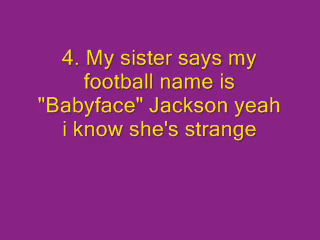 4. My sister says my
football name is
"Babyface" Jackson yeah
i know she's strange